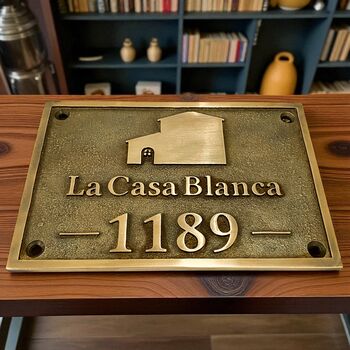 La Casa Blanca
— 1189 —